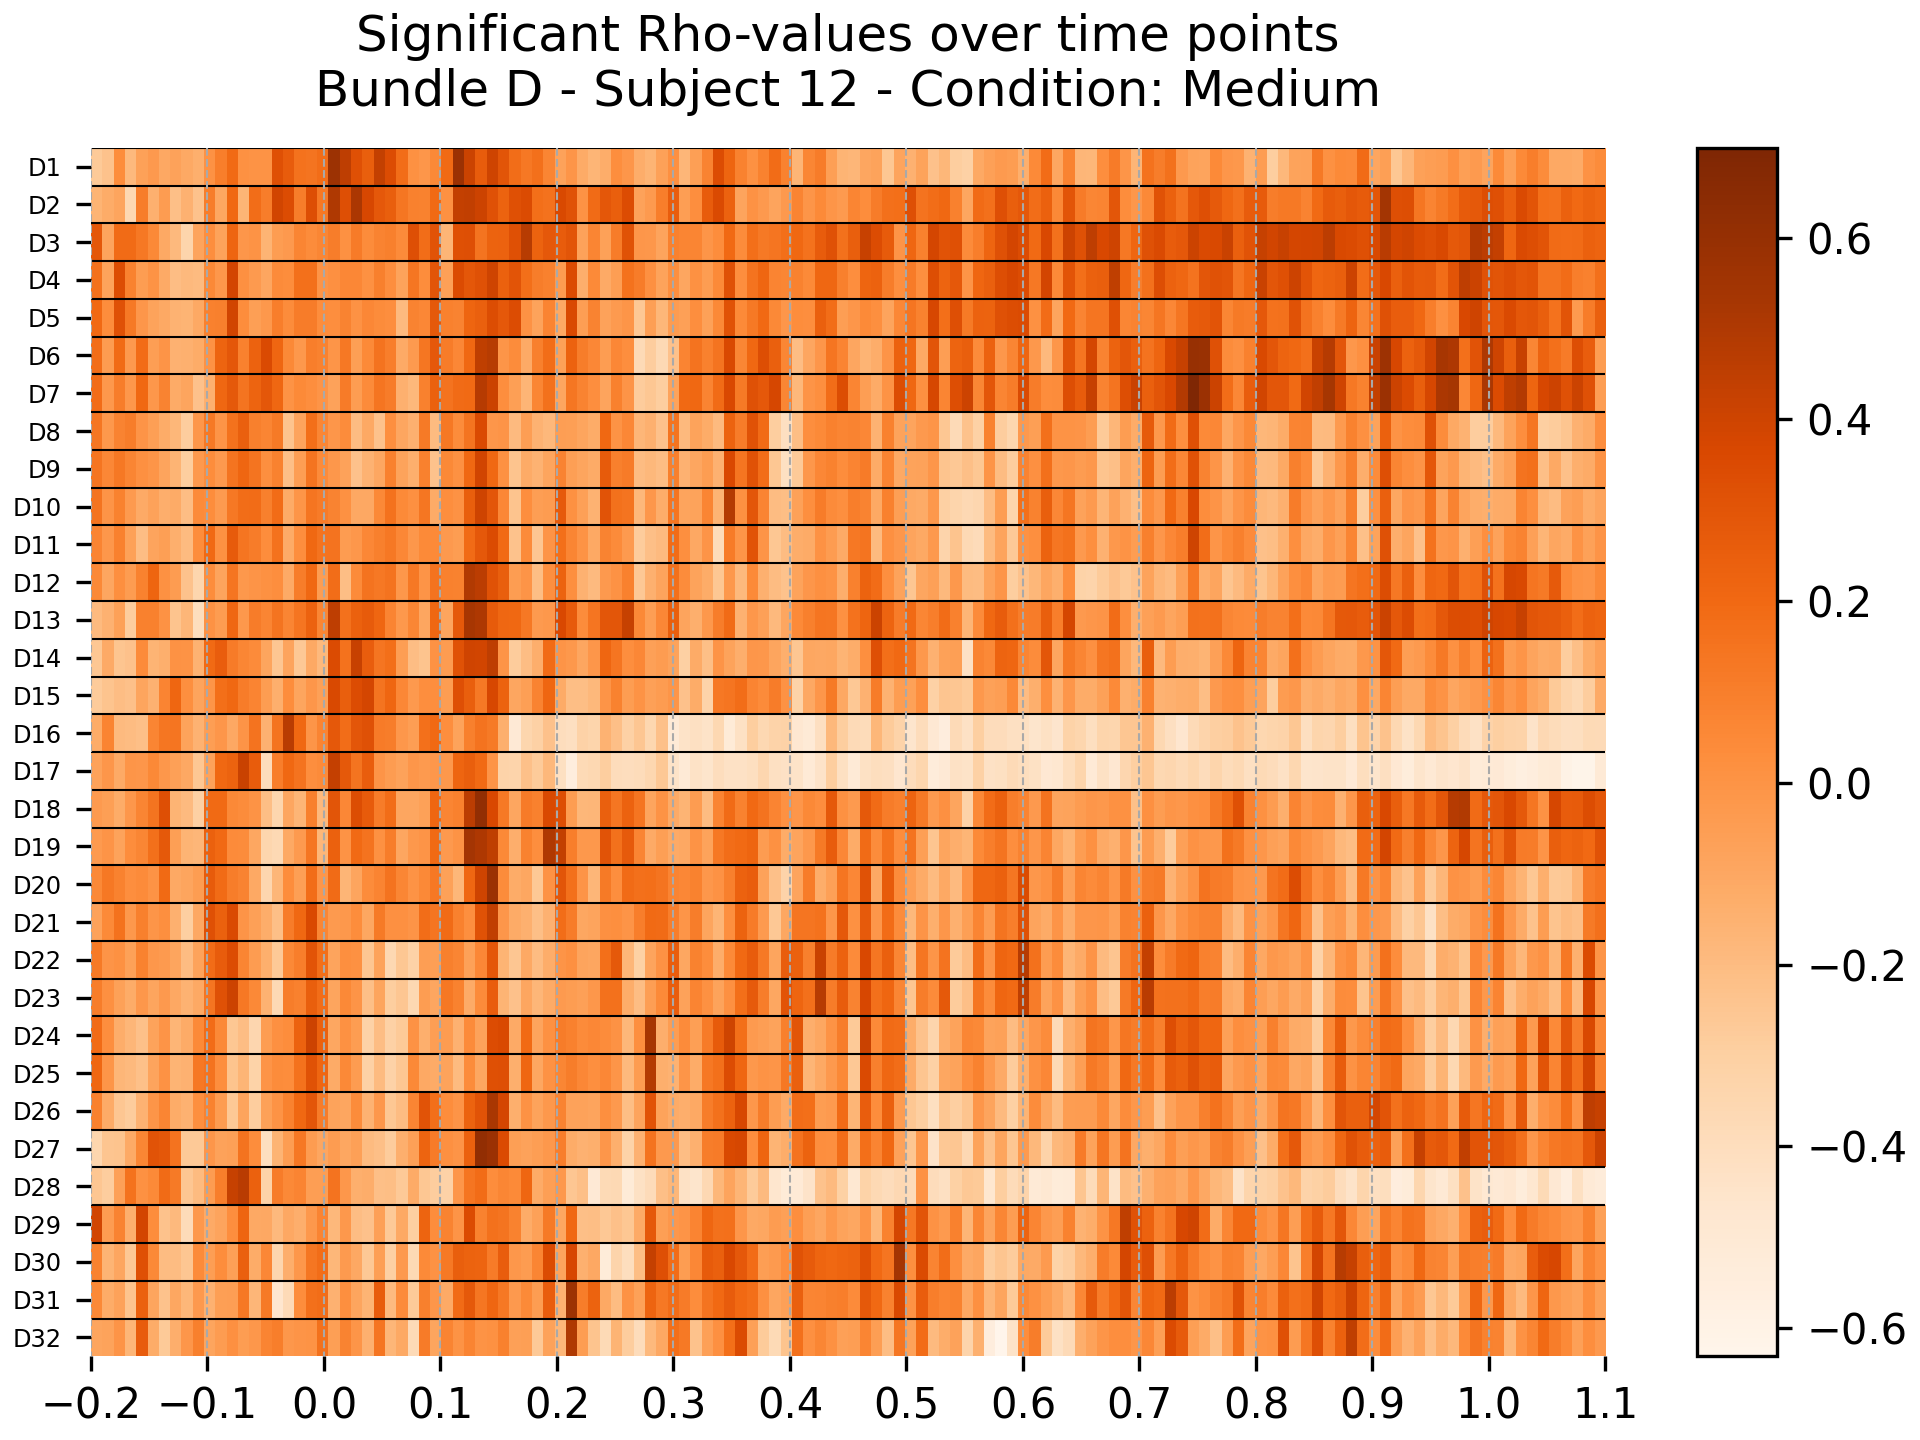 Significant Rho-values over time points
Bundle D - Subject 12 - Condition: Medium
D1
D2
D3
D4
D5
D6
D7
D8
D9
D10
D11
D12
D13
D14
D15
D16
D17
D18
D19
D20
D21
D22
D23
D24
D25
D26
D27
D28
D29
D30
D31
D32
−0.2 −0.1 0.0 0.1 0.2 0.3 0.4 0.5 0.6 0.7 0.8 0.9 1.0 1.1
0.6
0.4
0.2
0.0
−0.2
−0.4
−0.6